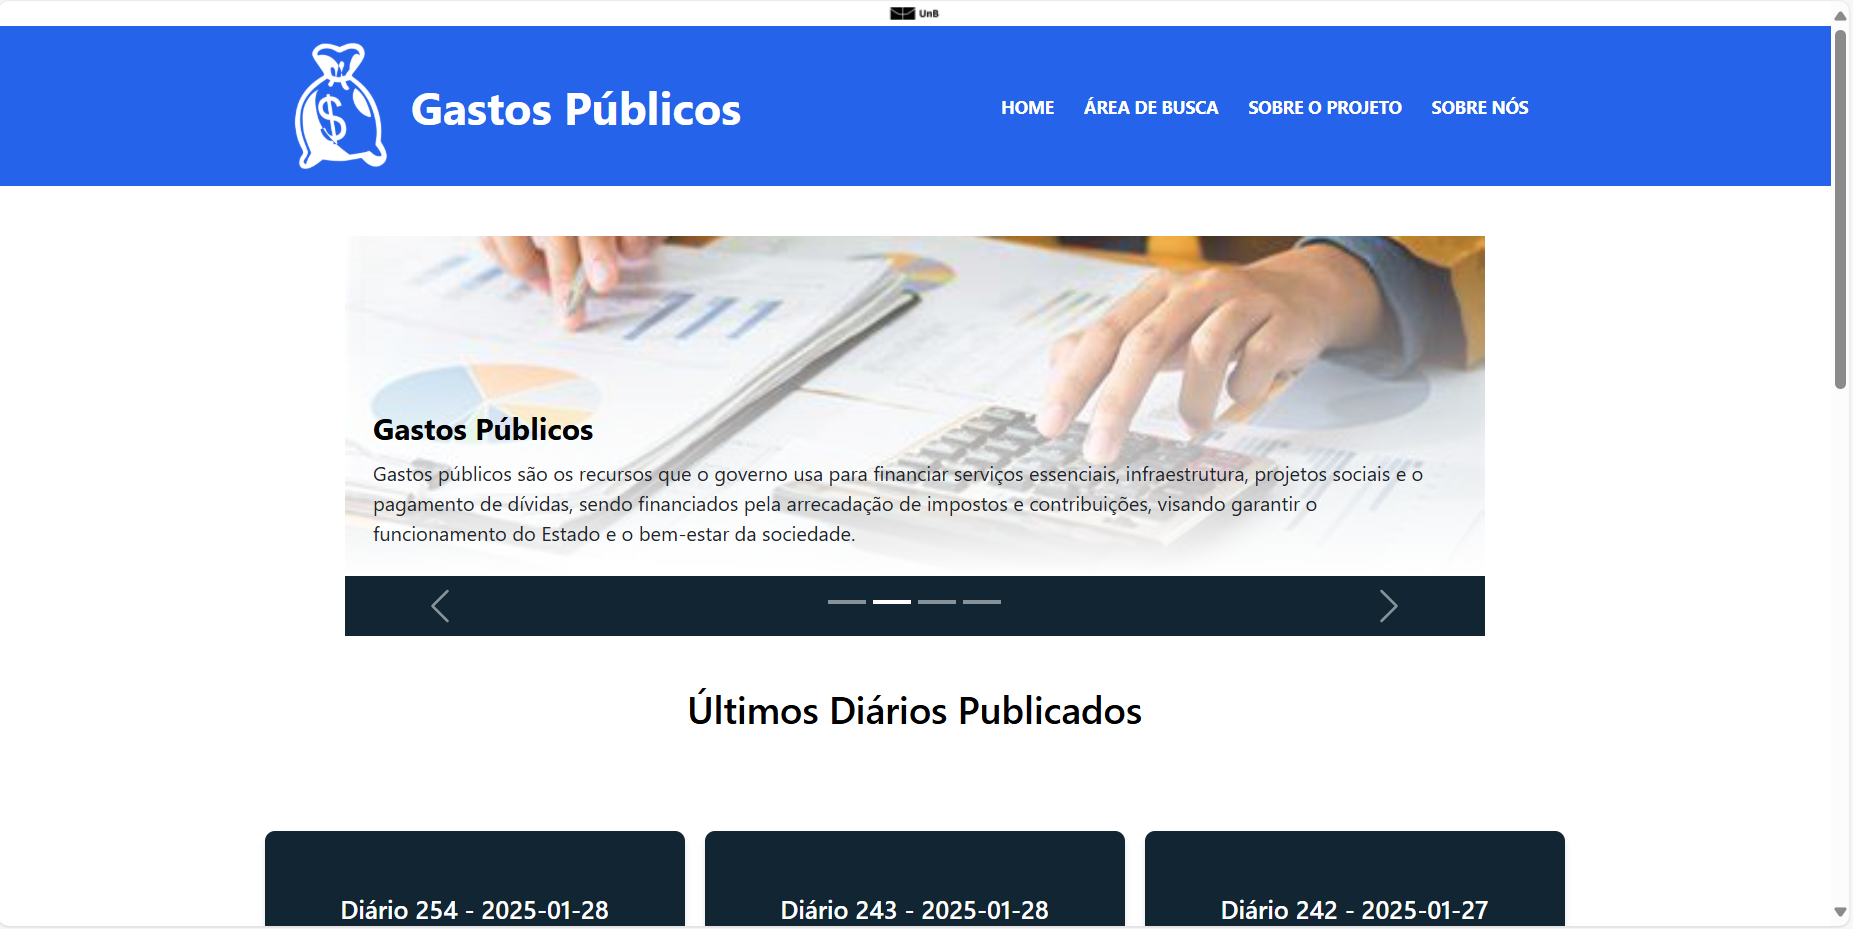 UnB
$
Gastos Públicos
HOME ÁREA DE BUSCA SOBRE O PROJETO SOBRE NÓS
Gastos Públicos
Gastos públicos são os recursos que o governo usa para financiar serviços essenciais, infraestrutura, projetos sociais e o
pagamento de dívidas, sendo financiados pela arrecadação de impostos e contribuições, visando garantir o
funcionamento do Estado e o bem-estar da sociedade.
Últimos Diários Publicados
Diário 254 - 2025-01-28
Diário 243 - 2025-01-28
Diário 242 - 2025-01-27